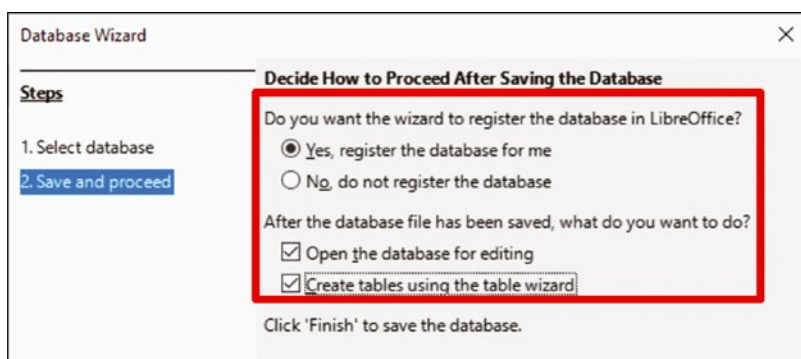 Database Wizard
Steps
1. Select database
2. Save and proceed
Decide How to Proceed After Saving the Database
Do you want the wizard to register the database in LibreOffice?
Yes, register the database for me
No, do not register the database
After the database file has been saved, what do you want to do?
Open the database for editing
Create tables using the table wizard
Click 'Finish' to save the database.